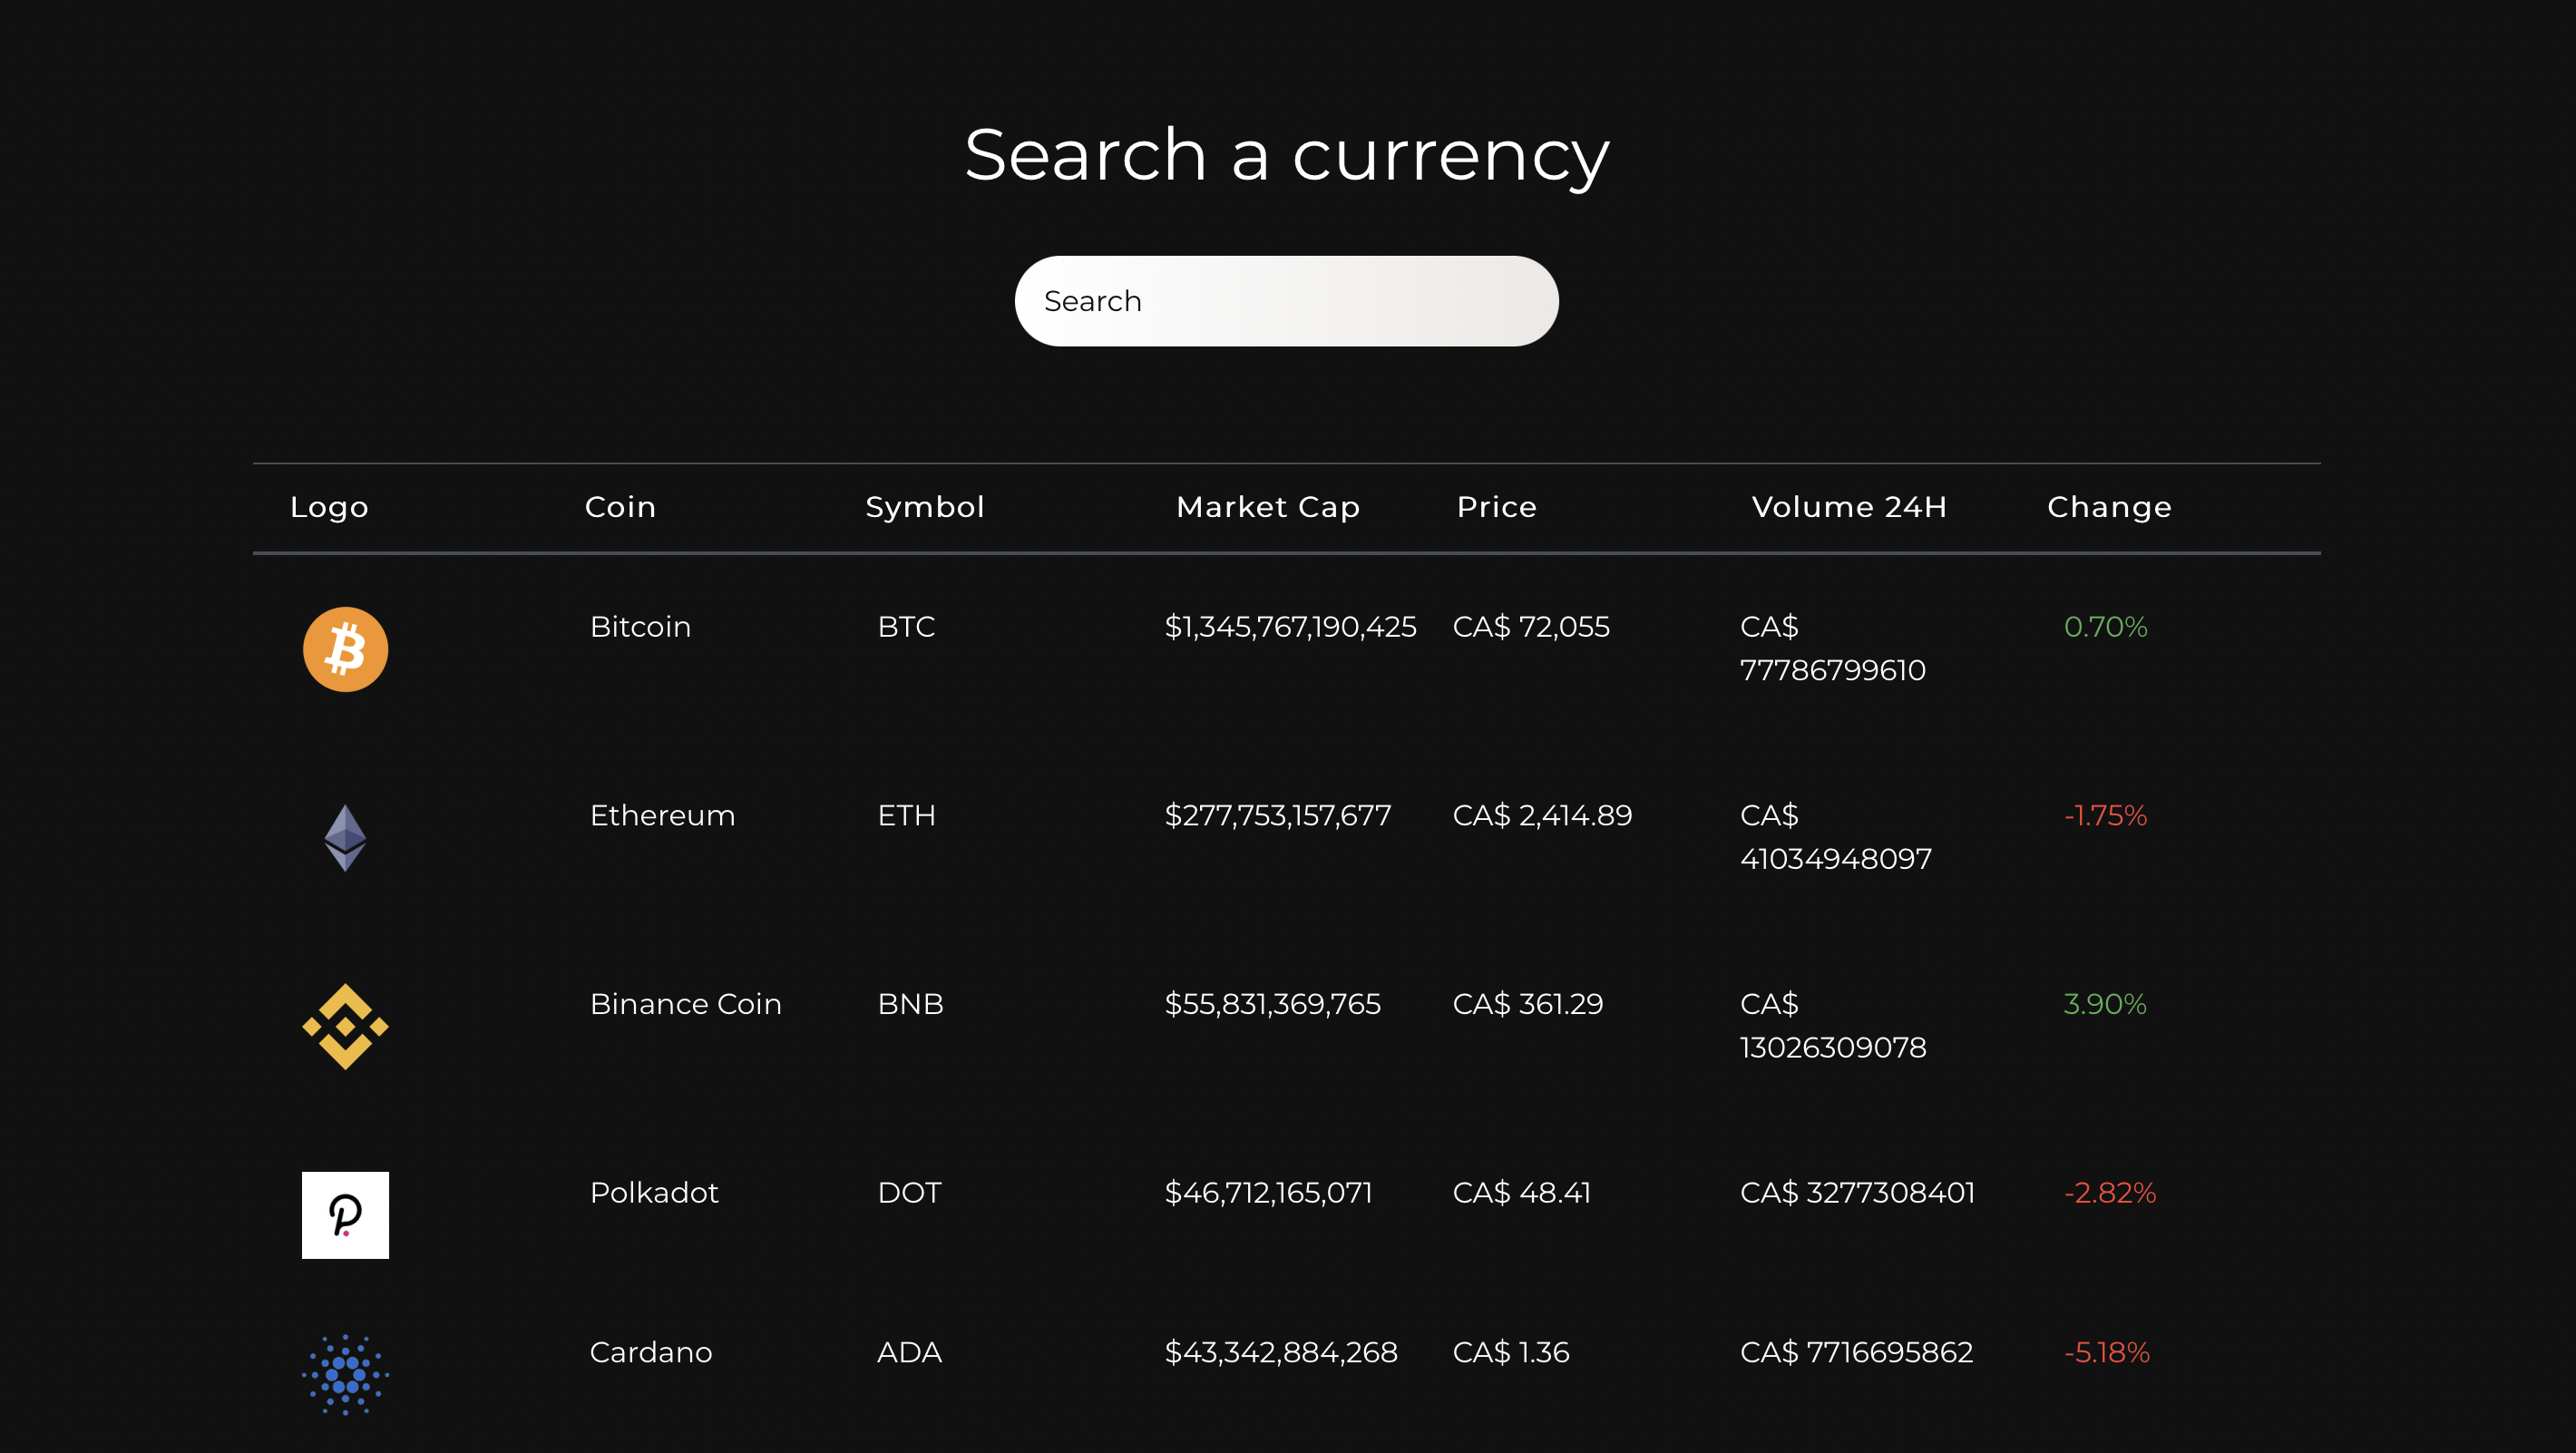 Search a currency
Search
Logo Coin Symbol Market Cap Price Volume 24H Change
Bitcoin BTC $1,345,767,190,425 CA$ 72,055 CA$ 0.70%
77786799610
Ethereum ETH $277,753,157,677 CA$ 2,414.89 CA$ -1.75%
41034948097
Binance Coin BNB $55,831,369,765 CA$ 361.29 CA$ 3.90%
13026309078
Polkadot DOT $46,712,165,071 CA$ 48.41 CA$ 3277308401 -2.82%
Cardano ADA $43,342,884,268 CA$ 1.36 CA$ 7716695862 -5.18%